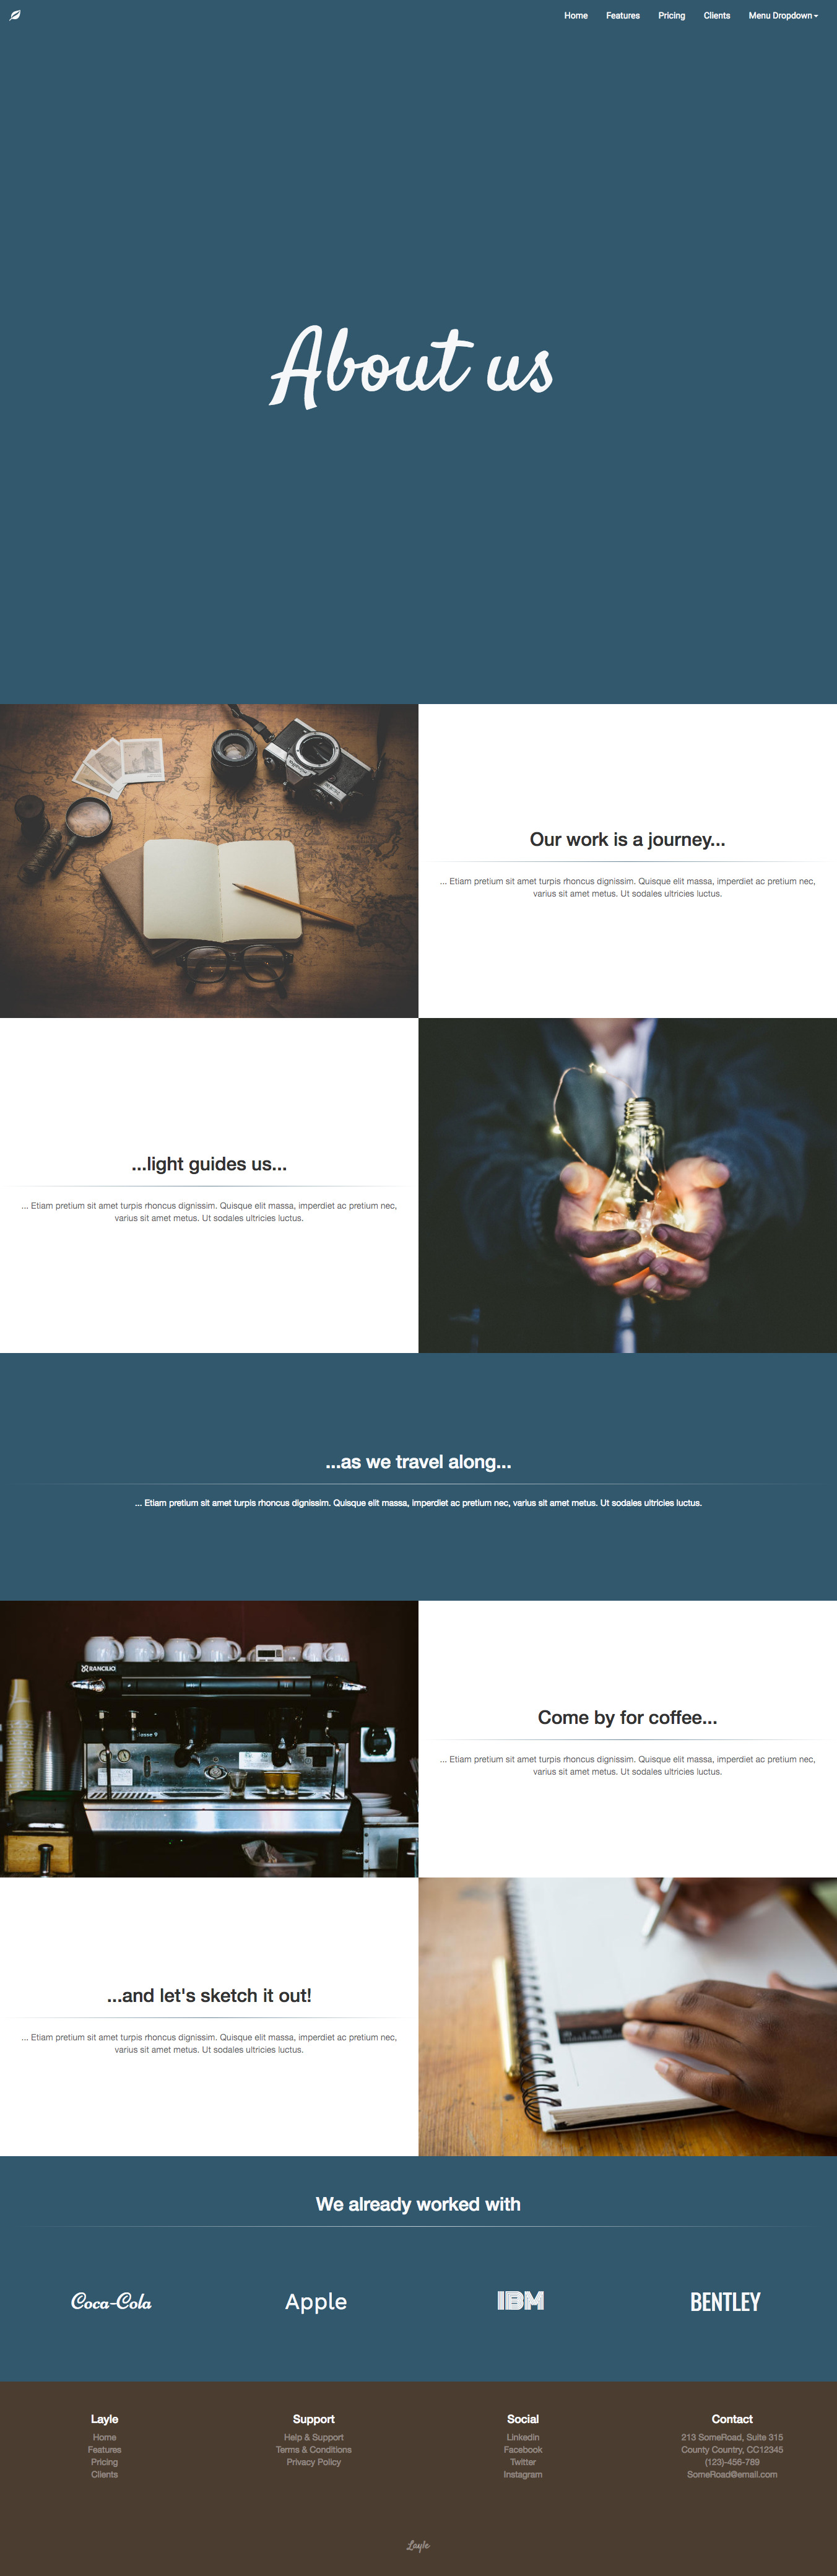 Home Features Pricing Clients Menu Dropdown
About us
Our work is a journey...
... Etiam pretium sit amet turpis rhoncus dignissim. Quisque elit massa, imperdiet ac pretium nec,
varius sit amet metus. Ut sodales ultricies luctus.
...light guides us...
... Etiam pretium sit amet turpis rhoncus dignissim. Quisque elit massa, imperdiet ac pretium nec,
varius sit amet metus. Ut sodales ultricies luctus.
...as we travel along...
... Etiam pretium sit amet turpis rhoncus dignissim. Quisque elit massa, imperdiet ac pretium nec, varius sit amet metus. Ut sodales ultricies luctus.
RANCILIO
Come by for coffee...
... Etiam pretium sit amet turpis rhoncus dignissim. Quisque elit massa, imperdiet ac pretium nec,
varius sit amet metus. Ut sodales ultricies luctus.
...and let's sketch it out!
... Etiam pretium sit amet turpis rhoncus dignissim. Quisque elit massa, imperdiet ac pretium nec,
varius sit amet metus. Ut sodales ultricies luctus.
We already worked with
Coca-Cola Apple IBM BENTLEY
Layle
Home
Features
Pricing
Clients
Support
Help & Support
Terms & Conditions
Privacy Policy
Social
LinkedIn
Facebook
Twitter
Instagram
Contact
213 SomeRoad, Suite 315
County Country, CC12345
(123)-456-789
SomeRoad@email.com
Layle